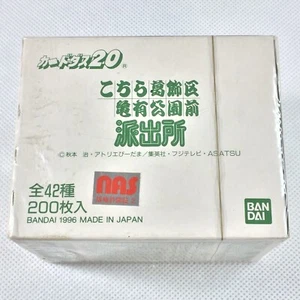 カードダス20
こちら葛飾区
亀有公園前
派出所
©秋本 治・アトリエびーだま/集英社・フジテレビ・ASATSU
全42種
200枚入
nas
BANDAI 1996 MADE IN JAPAN
BAN
DAI